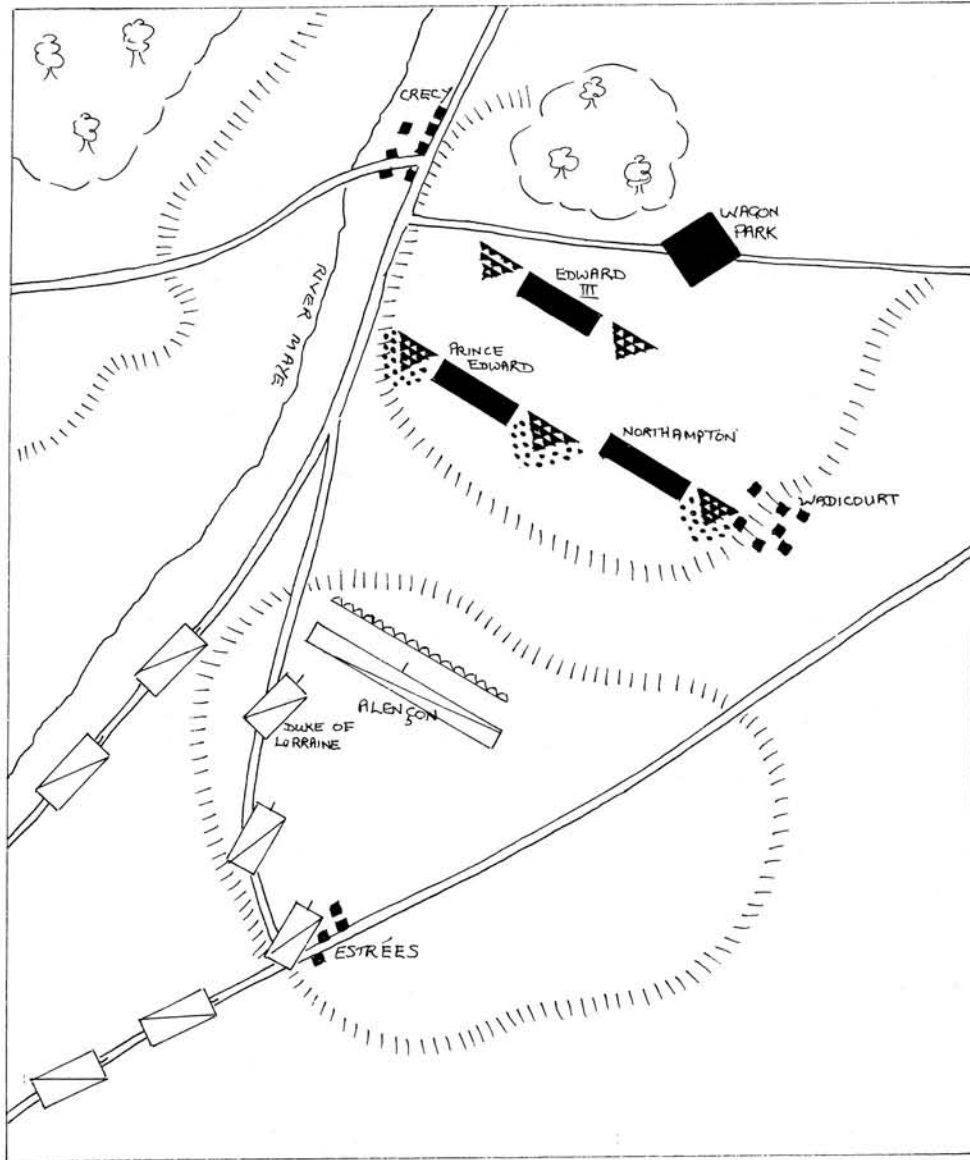 CRECY
WAGON
PARK
EDWARD
III
RIVER MAYE
PRINCE
EDWARD
NORTHAMPTON
WADICOURT
ALENÇON
DUKE OF
LORRAINE
ESTRÉES